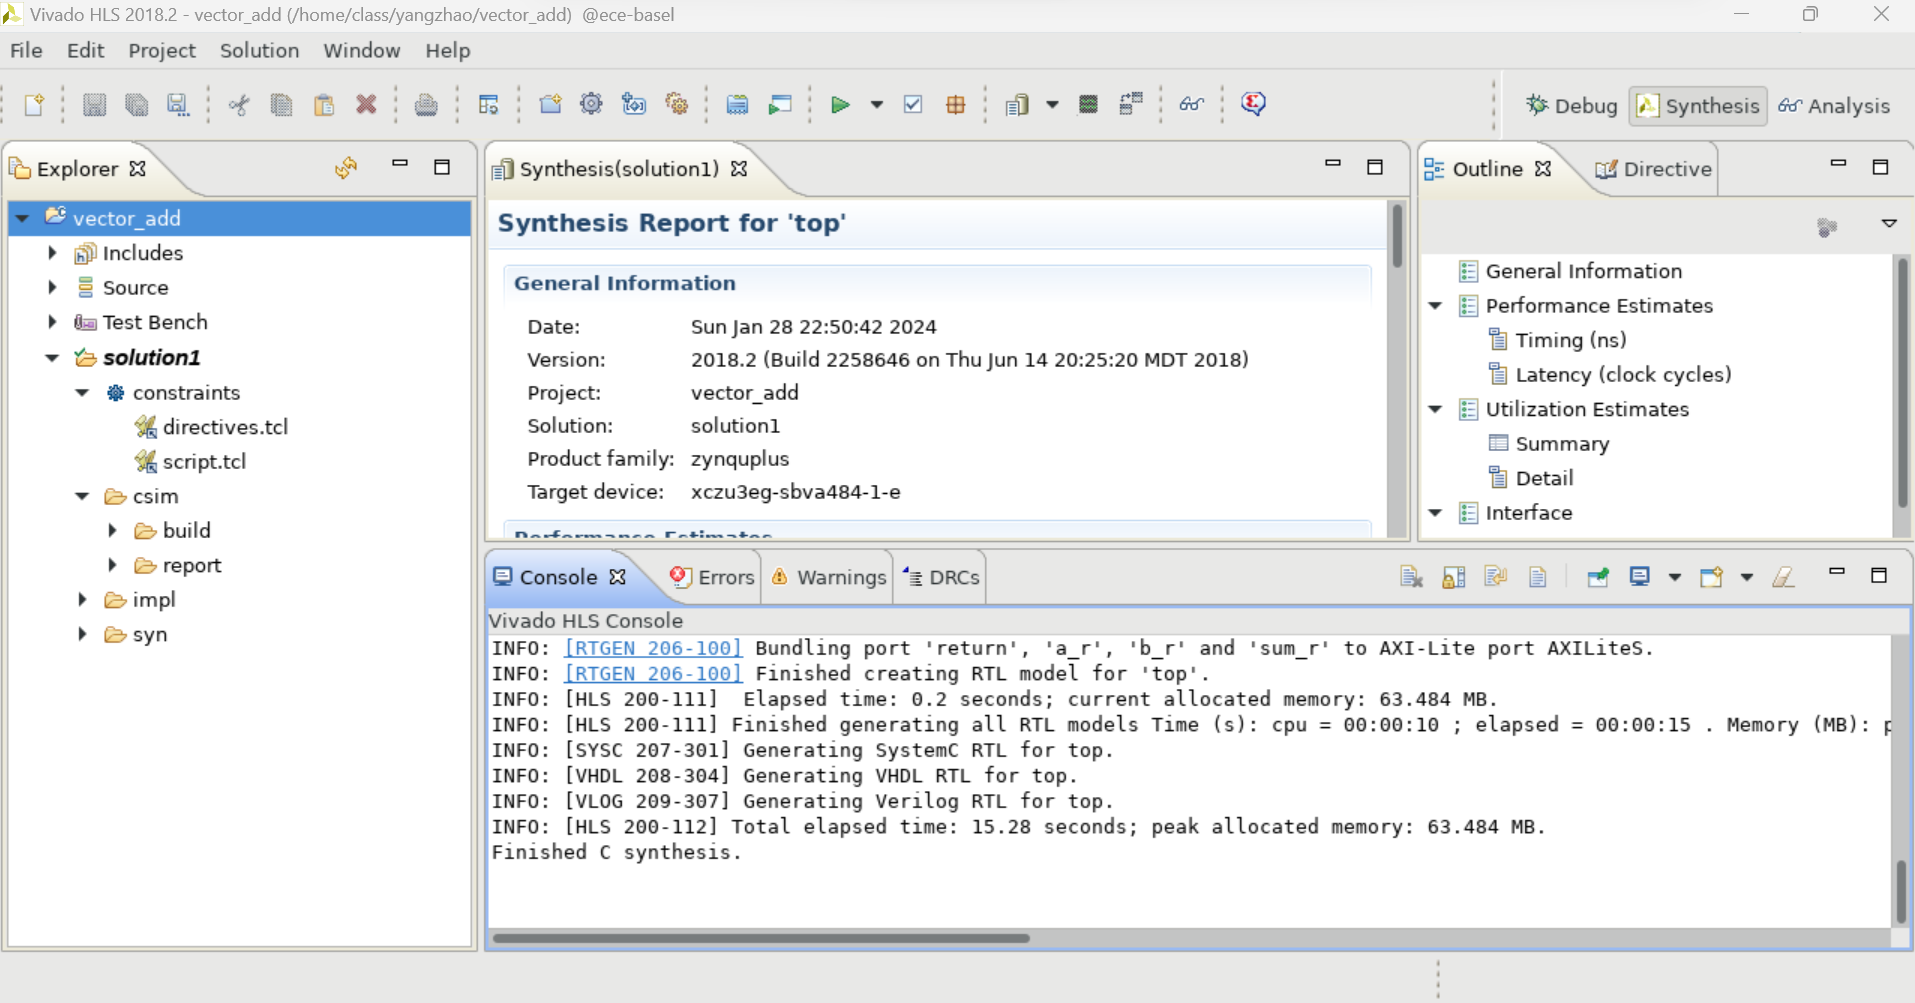 Vivado HLS 2018.2 - vector_add (/home/class/yangzhao/vector_add) @ece-basel
File Edit Project Solution Window Help
Debug Synthesis Analysis
Explorer
vector_add
Includes
Source
Test Bench
solution1
constraints
directives.tcl
script.tcl
csim
build
report
impl
syn
Synthesis(solution1)
Synthesis Report for 'top'
General Information
Date: Sun Jan 28 22:50:42 2024
Version: 2018.2 (Build 2258646 on Thu Jun 14 20:25:20 MDT 2018)
Project: vector_add
Solution: solution1
Product family: zynquplus
Target device: xczu3eg-sbva484-1-e
Performance Estimates
Outline Directive
General Information
Performance Estimates
Timing (ns)
Latency (clock cycles)
Utilization Estimates
Summary
Detail
Interface
Console Errors Warnings DRCs
Vivado HLS Console
INFO: [RTGEN 206-100] Bundling port 'return', 'a_r', 'b_r' and 'sum_r' to AXI-Lite port AXILiteS.
INFO: [RTGEN 206-100] Finished creating RTL model for 'top'.
INFO: [HLS 200-111]  Elapsed time: 0.2 seconds; current allocated memory: 63.484 MB.
INFO: [HLS 200-111] Finished generating all RTL models Time (s): cpu = 00:00:10 ; elapsed = 00:00:15 . Memory (MB): p
INFO: [SYSC 207-301] Generating SystemC RTL for top.
INFO: [VHDL 208-304] Generating VHDL RTL for top.
INFO: [VLOG 209-307] Generating Verilog RTL for top.
INFO: [HLS 200-112] Total elapsed time: 15.28 seconds; peak allocated memory: 63.484 MB.
Finished C synthesis.